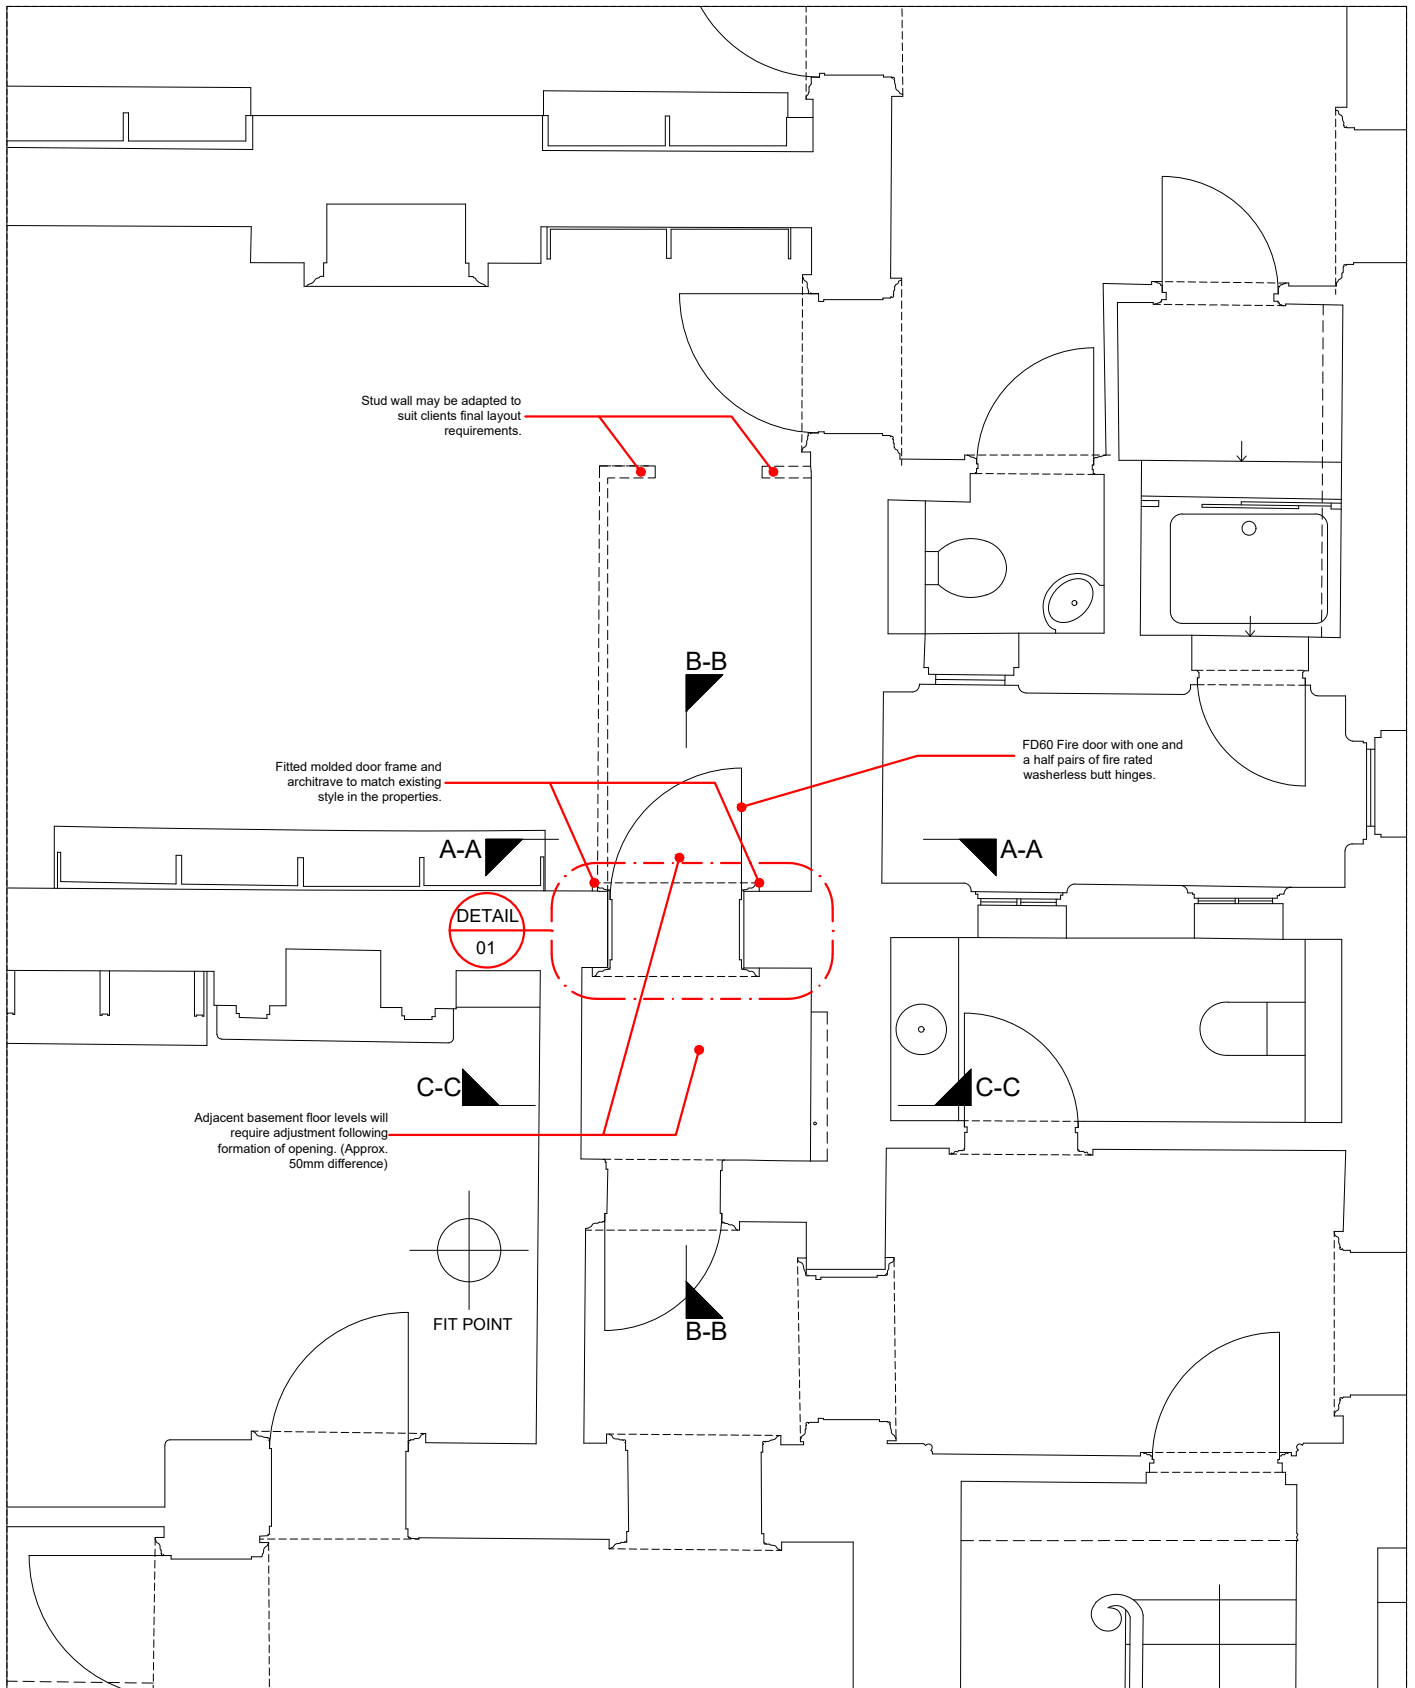 Stud wall may be adapted to
suit clients final layout
requirements.
B-B
Fitted molded door frame and
architrave to match existing
style in the properties.
FD60 Fire door with one and
a half pairs of fire rated
washerless butt hinges.
A-A
A-A
DETAIL
01
C-C
C-C
Adjacent basement floor levels will
require adjustment following
formation of opening. (Approx.
50mm difference)
FIT POINT
B-B